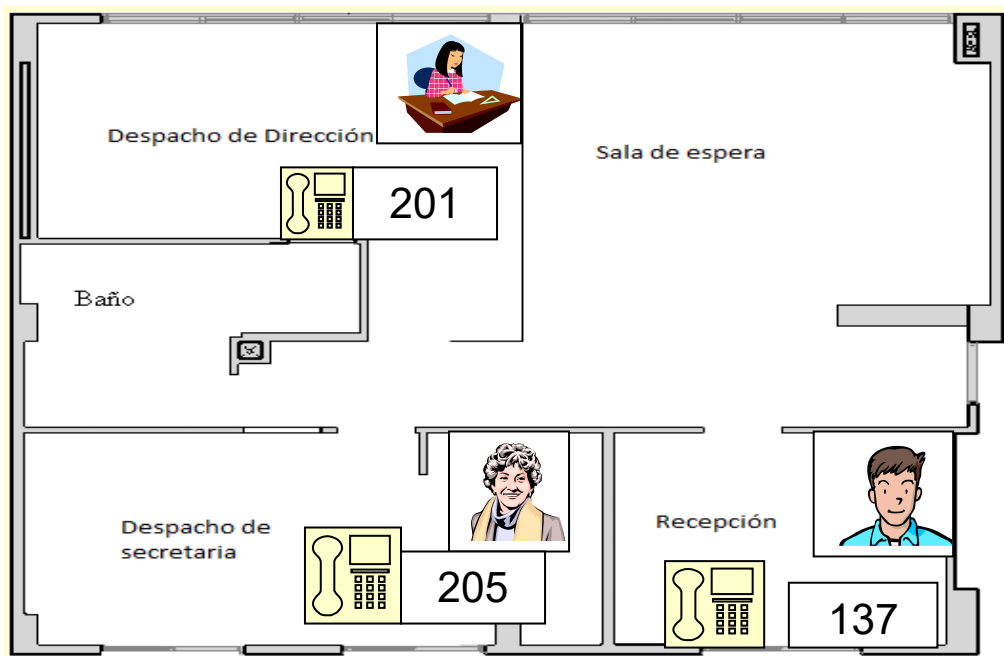 Despacho de Dirección
Sala de espera
201
Baño
Despacho de
secretaria
205
Recepción
137